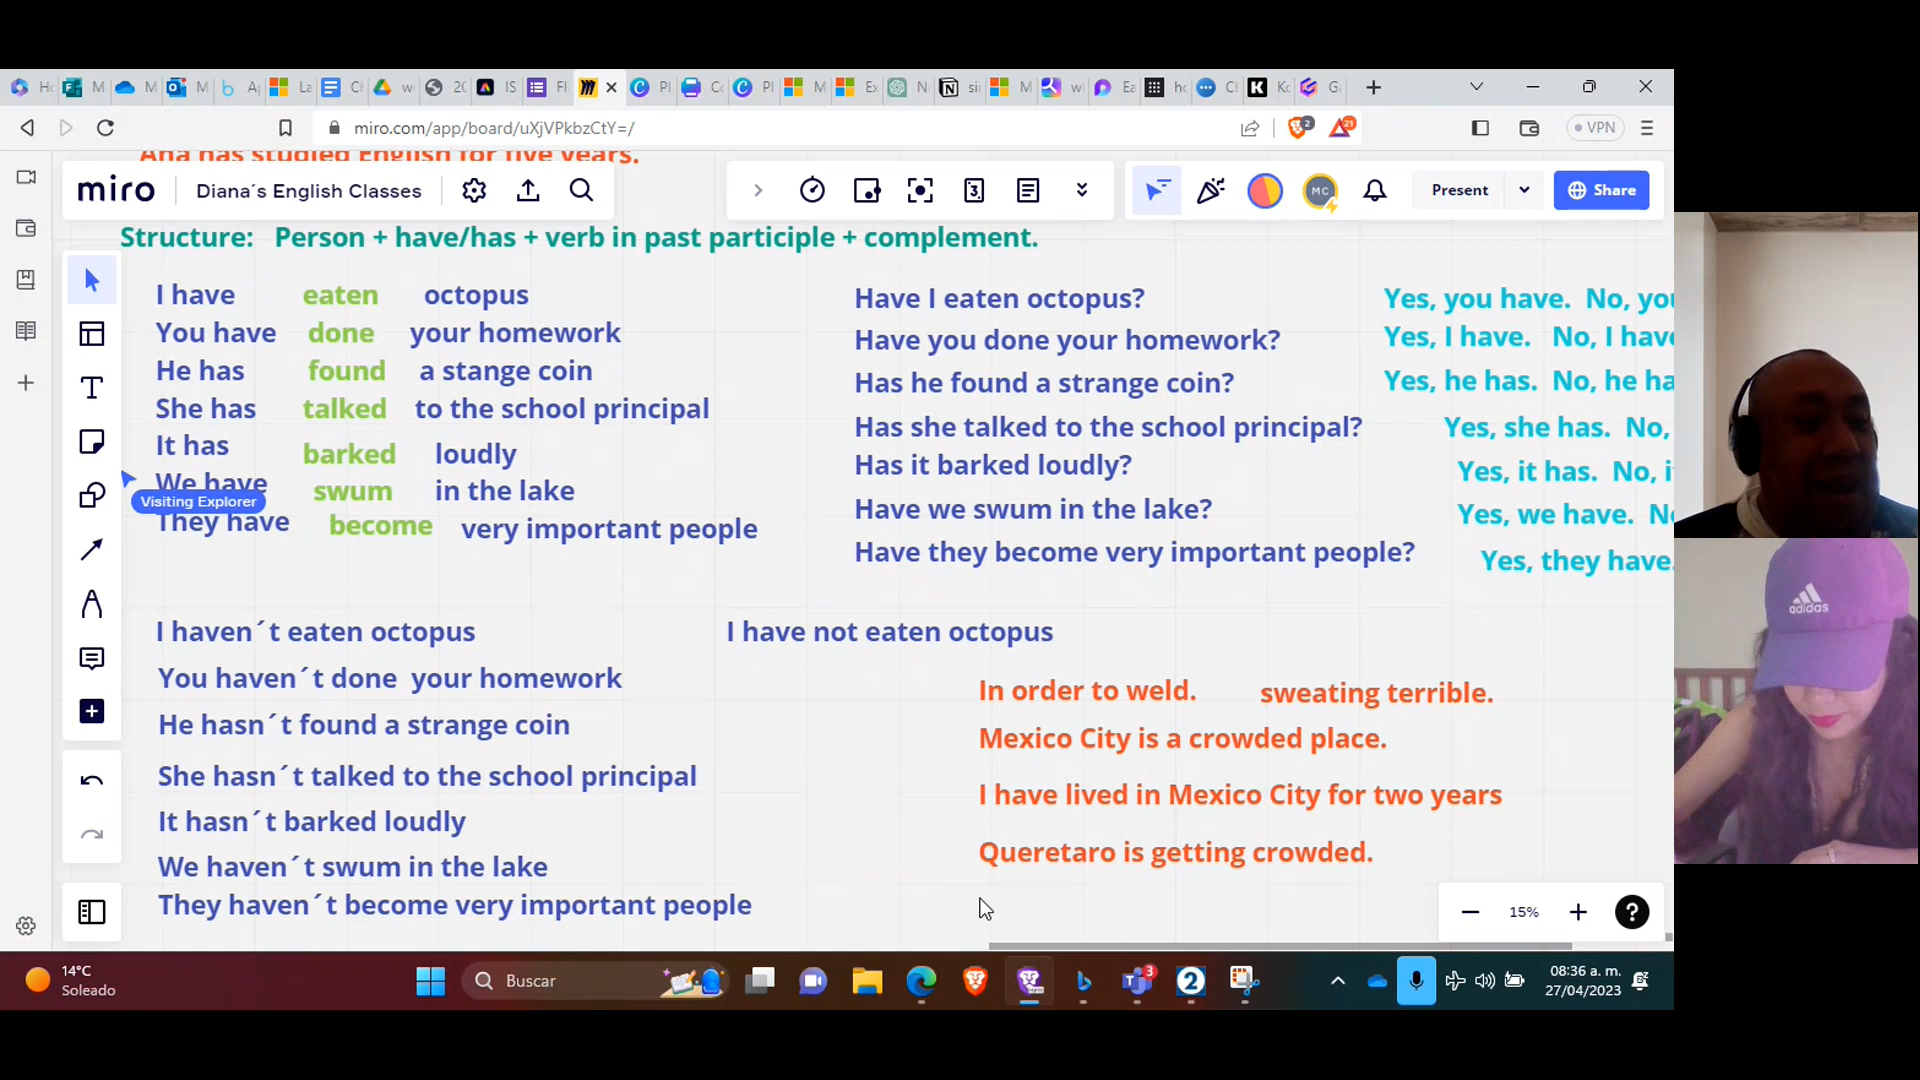 miro.com/app/board/uXjVPkbzCtY=/
2
21
VPN
Ana has studied English for five years.
miro
Diana´s English Classes
MC
Present
Share
Structure: Person + have/has + verb in past participle + complement.
I have eaten octopus
You have done your homework
He has found a stange coin
She has talked to the school principal
It has barked loudly
We have swum in the lake
Visiting Explorer
They have become very important people
Have I eaten octopus? Yes, you have. No, you
Have you done your homework? Yes, I have. No, I have
Has he found a strange coin? Yes, he has. No, he ha
Has she talked to the school principal? Yes, she has. No,
Has it barked loudly? Yes, it has. No, i
Have we swum in the lake? Yes, we have. No
Have they become very important people? Yes, they have.
I haven´t eaten octopus I have not eaten octopus
You haven´t done your homework
He hasn´t found a strange coin
She hasn´t talked to the school principal
It hasn´t barked loudly
We haven´t swum in the lake
They haven´t become very important people
In order to weld. sweating terrible.
Mexico City is a crowded place.
I have lived in Mexico City for two years
Queretaro is getting crowded.
15%
adidas
14°C
Soleado
Buscar
3
2
08:36 a. m.
27/04/2023